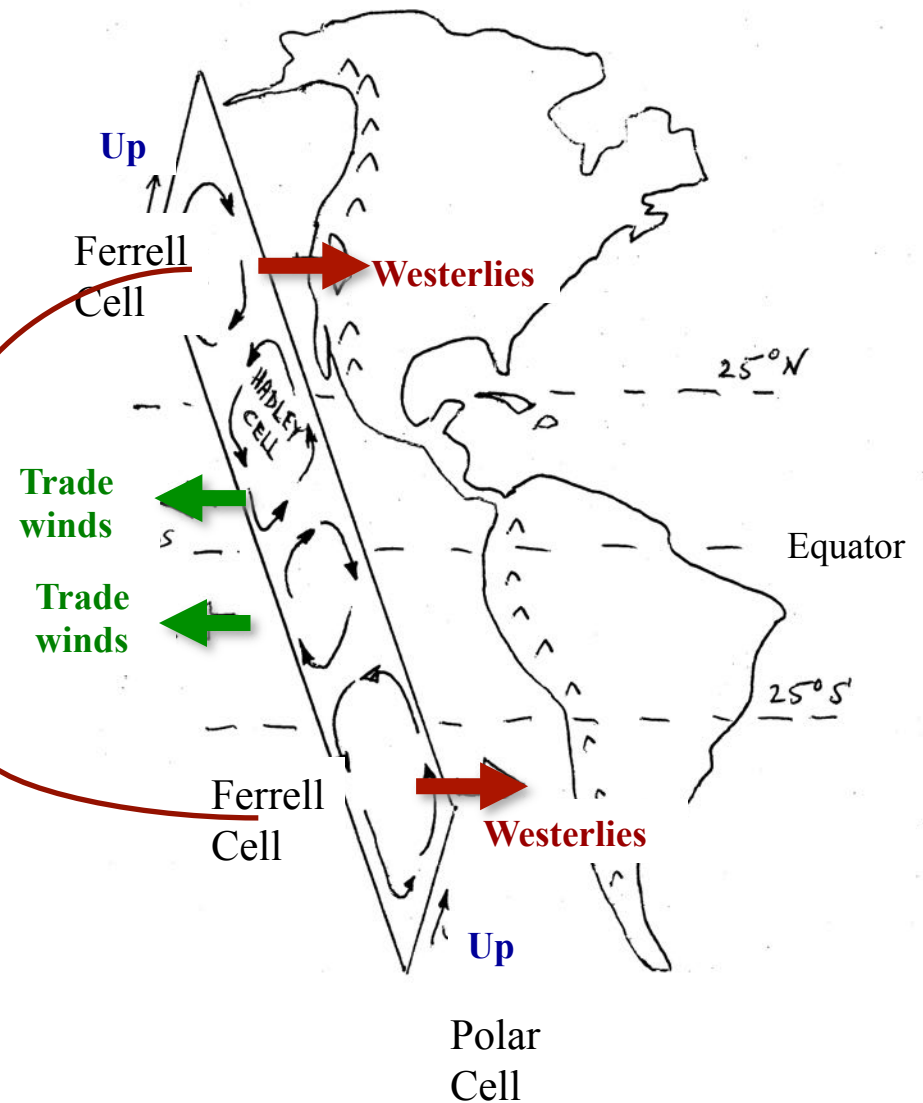 Up
Ferrell
Cell
Westerlies
25°N
HADLEY
CELL
Trade
winds
s
Equator
Trade
winds
25°S
Ferrell
Cell
Westerlies
Up
Polar
Cell